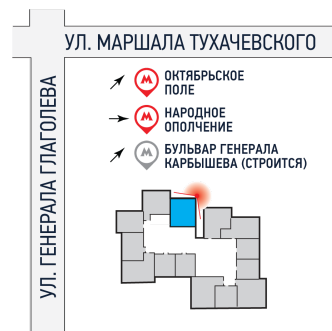 УЛ. МАРШАЛА ТУХАЧЕВСКОГО
УЛ. ГЕНЕРАЛА ГЛАГОЛЕВА
М ОКТЯБРЬСКОЕ
ПОЛЕ
М НАРОДНОЕ
ОПОЛЧЕНИЕ
М БУЛЬВАР ГЕНЕРАЛА
КАРБЫШЕВА (СТРОИТСЯ)